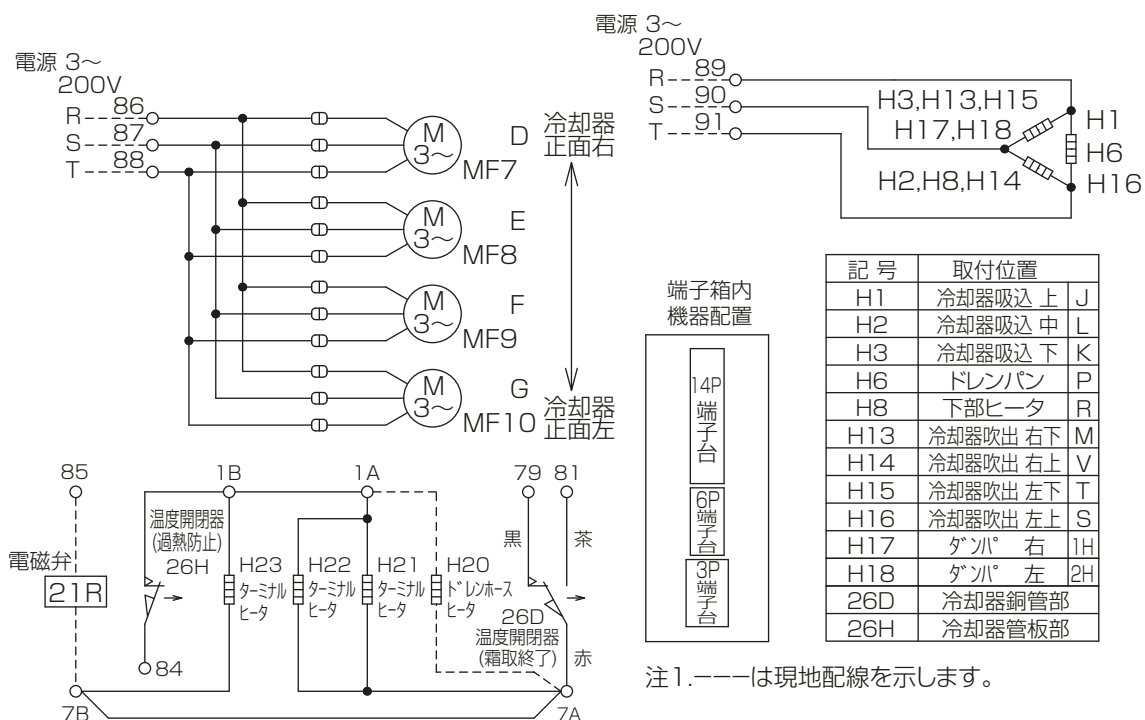 電源 3～
200V
R
86
S
87
T
88
M
3～
MF7
D
冷却器
正面右
M
3～
MF8
E
M
3～
MF9
F
M
3～
MF10
G
冷却器
正面左
電源 3～
200V
R
89
S
90
T
91
H3,H13,H15
H17,H18
H2,H8,H14
H1
H6
H16
端子箱内
機器配置
14P
端子台
6P
端子台
3P
端子台
記号 取付位置
H1 冷却器吸込 上 J
H2 冷却器吸込 中 L
H3 冷却器吸込 下 K
H6 ドレンパン P
H8 下部ヒータ R
H13 冷却器吹出 右下 M
H14 冷却器吹出 右上 V
H15 冷却器吹出 左下 T
H16 冷却器吹出 左上 S
H17 ダンパ 右 1H
H18 ダンパ 左 2H
26D 冷却器銅管部
26H 冷却器管板部
85
1B
1A
79
81
電磁弁
21R
温度開閉器
(過熱防止)
26H
84
H23
ターミナル
ヒータ
H22
ターミナル
ヒータ
H21
ターミナル
ヒータ
H20
ドレンホース
ヒータ
黒
茶
26D
温度開閉器
(霜取終了)
赤
7B
7A
注1.---は現地配線を示します。